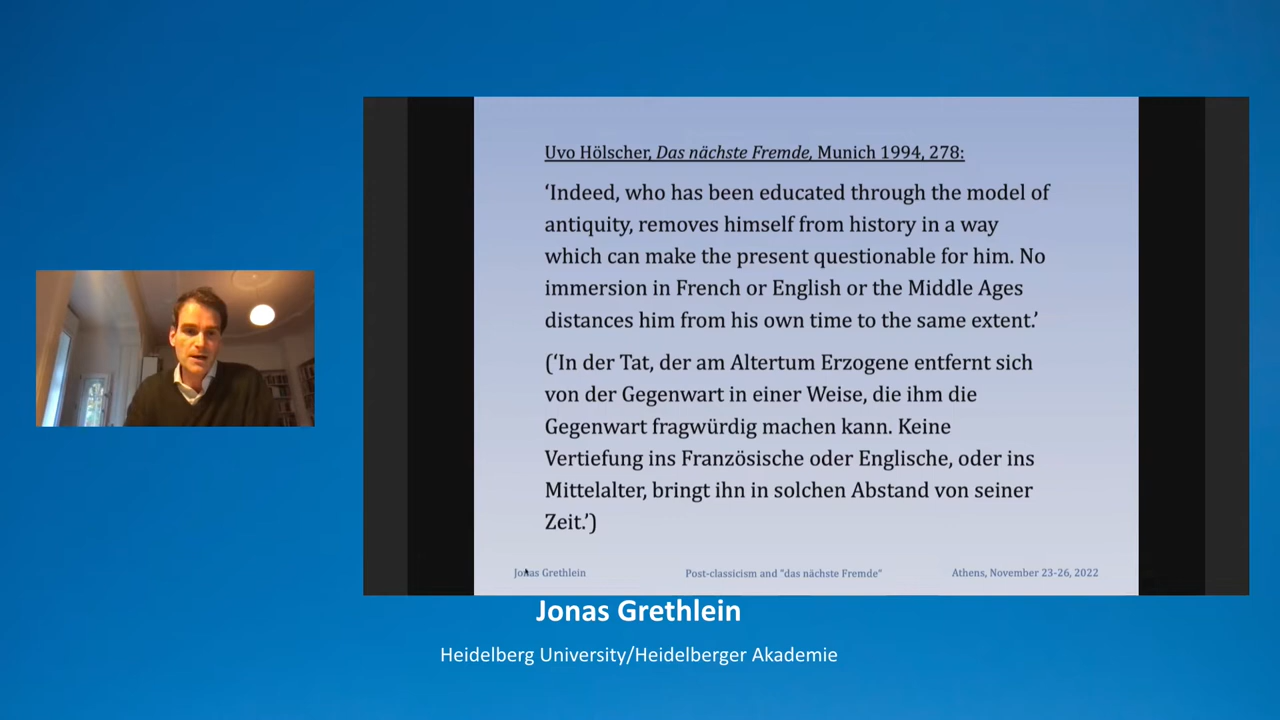 Uvo Hölscher, Das nächste Fremde, Munich 1994, 278:
‘Indeed, who has been educated through the model of
antiquity, removes himself from history in a way
which can make the present questionable for him. No
immersion in French or English or the Middle Ages
distances him from his own time to the same extent.’
(‘In der Tat, der am Altertum Erzogene entfernt sich
von der Gegenwart in einer Weise, die ihm die
Gegenwart fragwürdig machen kann. Keine
Vertiefung ins Französische oder Englische, oder ins
Mittelalter, bringt ihn in solchen Abstand von seiner
Zeit.’)
Jonas Grethlein
Post-classicism and "das nächste Fremde"
Athens, November 23-26, 2022
Jonas Grethlein
Heidelberg University/Heidelberger Akademie